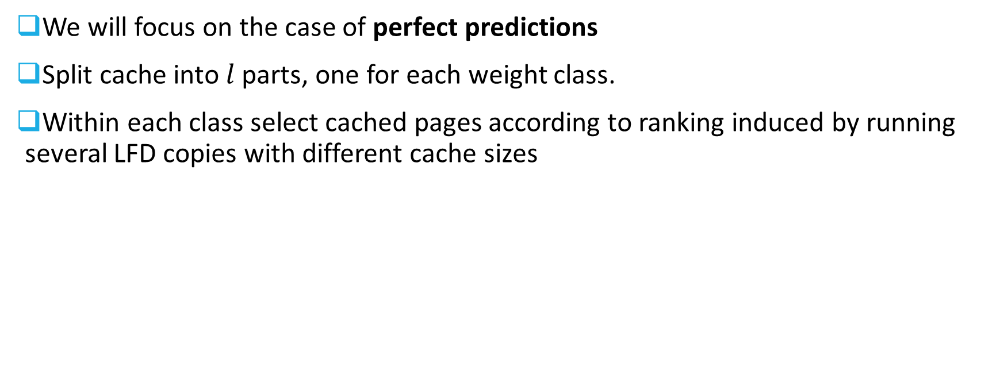 We will focus on the case of perfect predictions
Split cache into l parts, one for each weight class.
Within each class select cached pages according to ranking induced by running
several LFD copies with different cache sizes